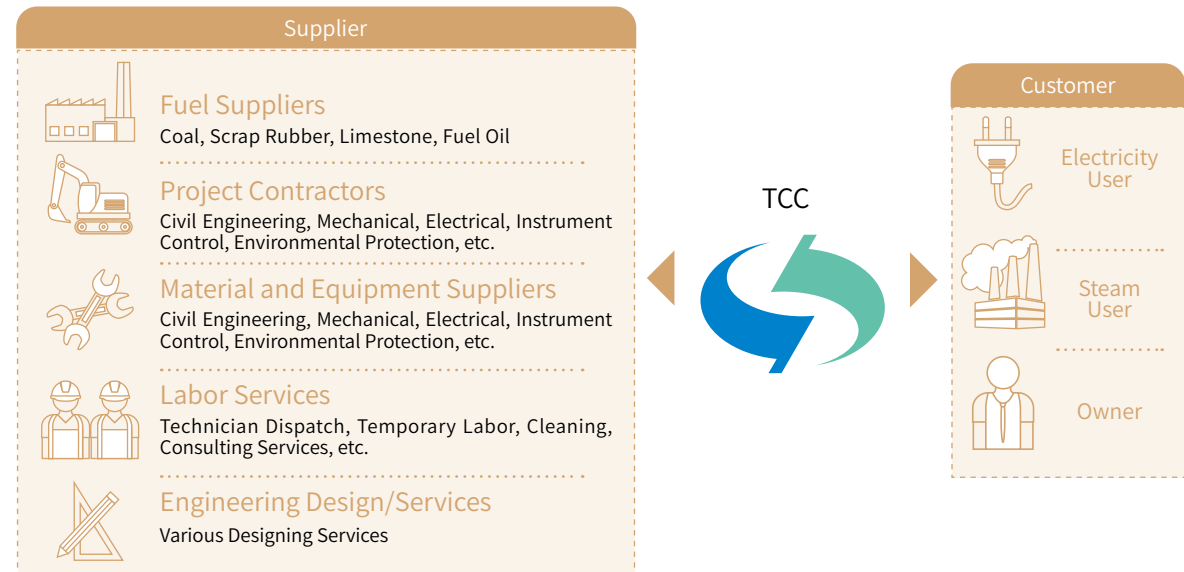 Supplier
Fuel Suppliers
Coal, Scrap Rubber, Limestone, Fuel Oil
Project Contractors
Civil Engineering, Mechanical, Electrical, Instrument
Control, Environmental Protection, etc.
Material and Equipment Suppliers
Civil Engineering, Mechanical, Electrical, Instrument
Control, Environmental Protection, etc.
Labor Services
Technician Dispatch, Temporary Labor, Cleaning,
Consulting Services, etc.
Engineering Design/Services
Various Designing Services
TCC
Customer
Electricity
User
Steam
User
Owner